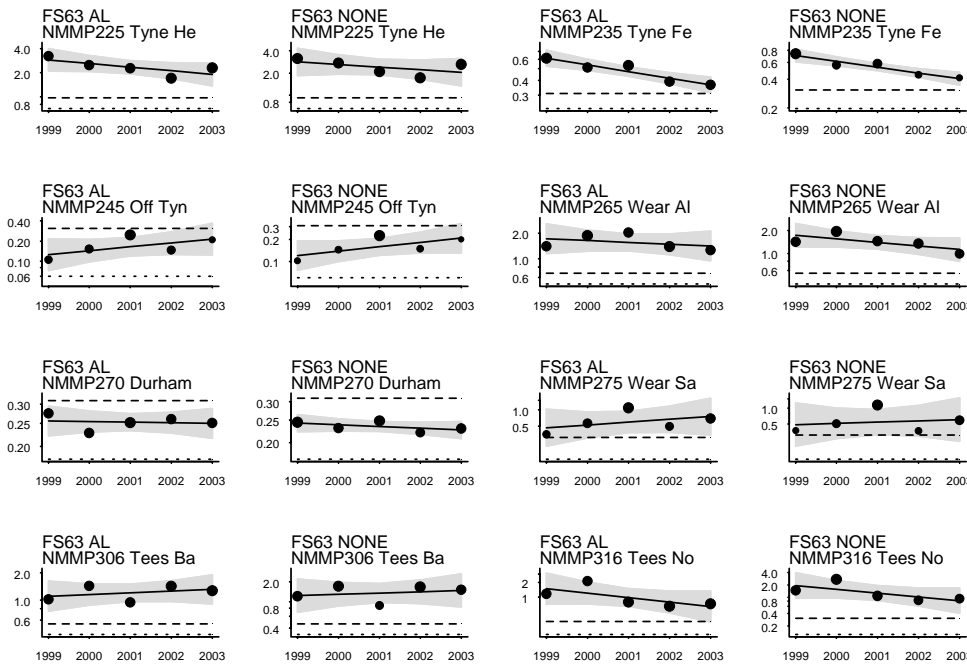 FS63 AL
NMMP225 Tyne He
4.0
2.0
0.8
1999 2000 2001 2002 2003
FS63 NONE
NMMP225 Tyne He
4.0
2.0
0.8
1999 2000 2001 2002 2003
FS63 AL
NMMP235 Tyne Fe
0.6
0.4
0.3
1999 2000 2001 2002 2003
FS63 NONE
NMMP235 Tyne Fe
0.8
0.6
0.4
0.2
1999 2000 2001 2002 2003
FS63 AL
NMMP245 Off Tyn
0.40
0.20
0.10
0.06
1999 2000 2001 2002 2003
FS63 NONE
NMMP245 Off Tyn
0.3
0.2
0.1
1999 2000 2001 2002 2003
FS63 AL
NMMP265 Wear Al
2.0
1.0
0.6
1999 2000 2001 2002 2003
FS63 NONE
NMMP265 Wear Al
2.0
1.0
0.6
1999 2000 2001 2002 2003
FS63 AL
NMMP270 Durham
0.30
0.25
0.20
1999 2000 2001 2002 2003
FS63 NONE
NMMP270 Durham
0.30
0.25
0.20
1999 2000 2001 2002 2003
FS63 AL
NMMP275 Wear Sa
1.0
0.5
1999 2000 2001 2002 2003
FS63 NONE
NMMP275 Wear Sa
1.0
0.5
1999 2000 2001 2002 2003
FS63 AL
NMMP306 Tees Ba
2.0
1.0
0.6
1999 2000 2001 2002 2003
FS63 NONE
NMMP306 Tees Ba
2.0
0.8
0.4
1999 2000 2001 2002 2003
FS63 AL
NMMP316 Tees No
2
1
1999 2000 2001 2002 2003
FS63 NONE
NMMP316 Tees No
4.0
2.0
0.8
0.4
0.2
1999 2000 2001 2002 2003